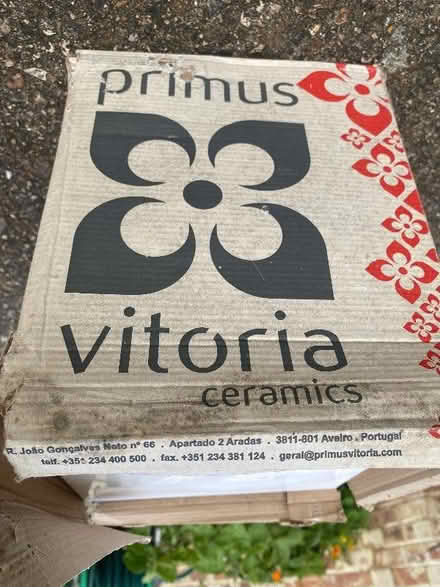 primus
vitoria
ceramics
R. João Gonçalves Neto nº 66 . Apartado 2 Aradas . 3811-801 Aveiro . Portugal
telf. +351 234 400 500 . fax. +351 234 381 124 . geral@primusvitoria.com